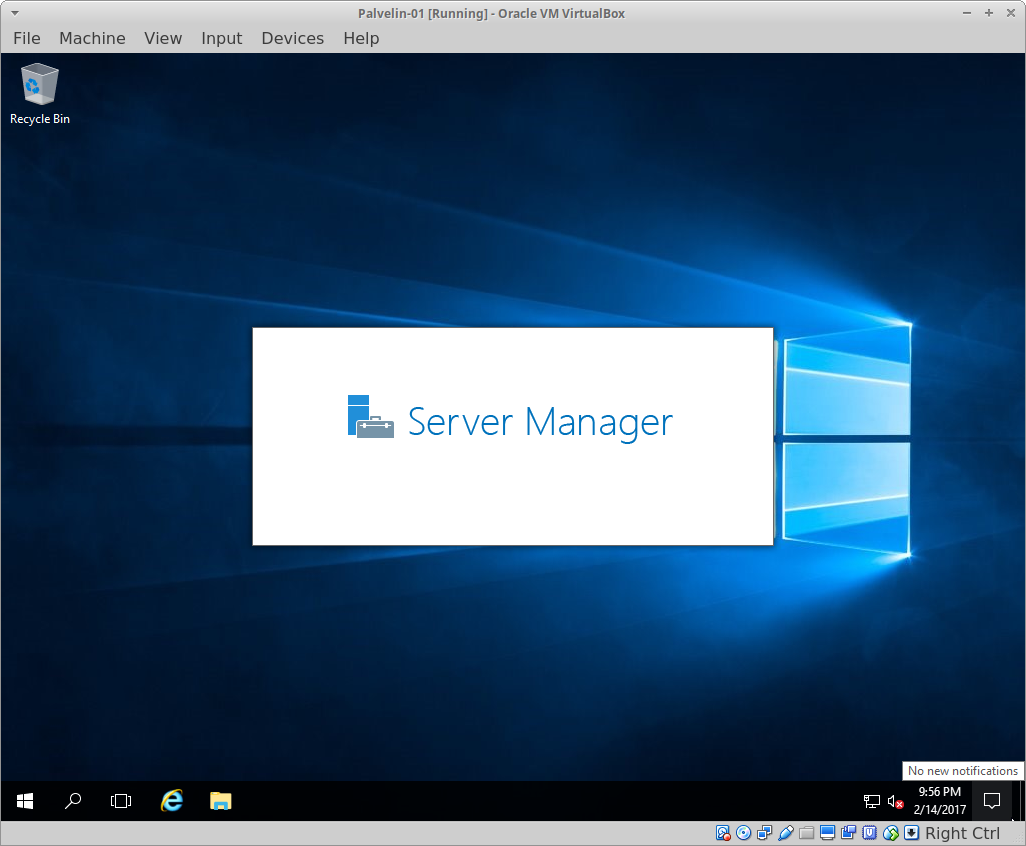 Palvelin-01 [Running] - Oracle VM VirtualBox
File Machine View Input Devices Help
Recycle Bin
Server Manager
No new notifications
9:56 PM
2/14/2017
Right Ctrl